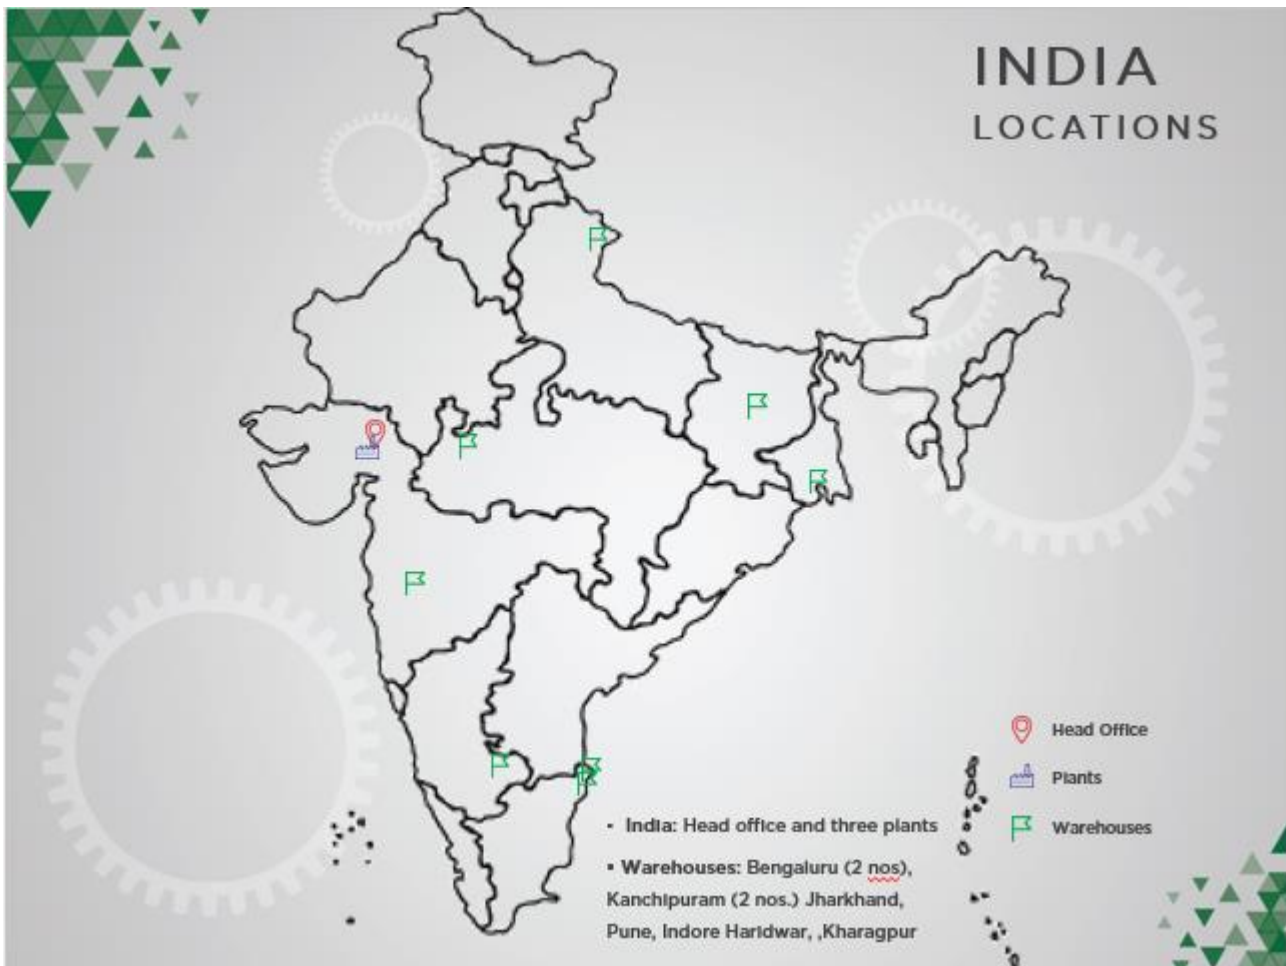 INDIA
LOCATIONS
Head Office
Plants
Warehouses
• India: Head office and three plants
▪ Warehouses: Bengaluru (2 nos),
Kanchipuram (2 nos.) Jharkhand,
Pune, Indore Haridwar, ,Kharagpur